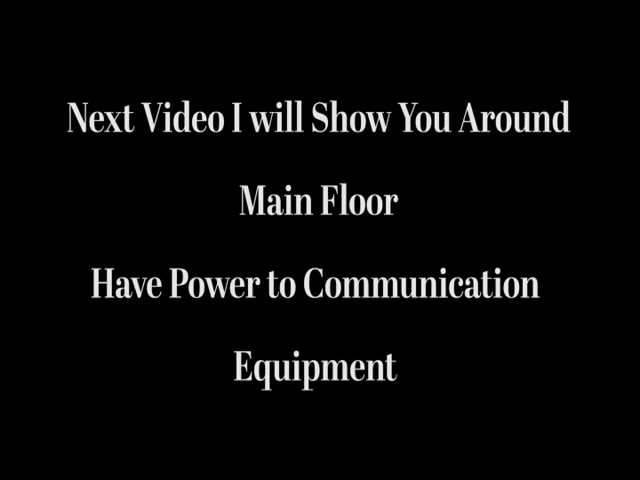 Next Video I will Show You Around
Main Floor
Have Power to Communication
Equipment